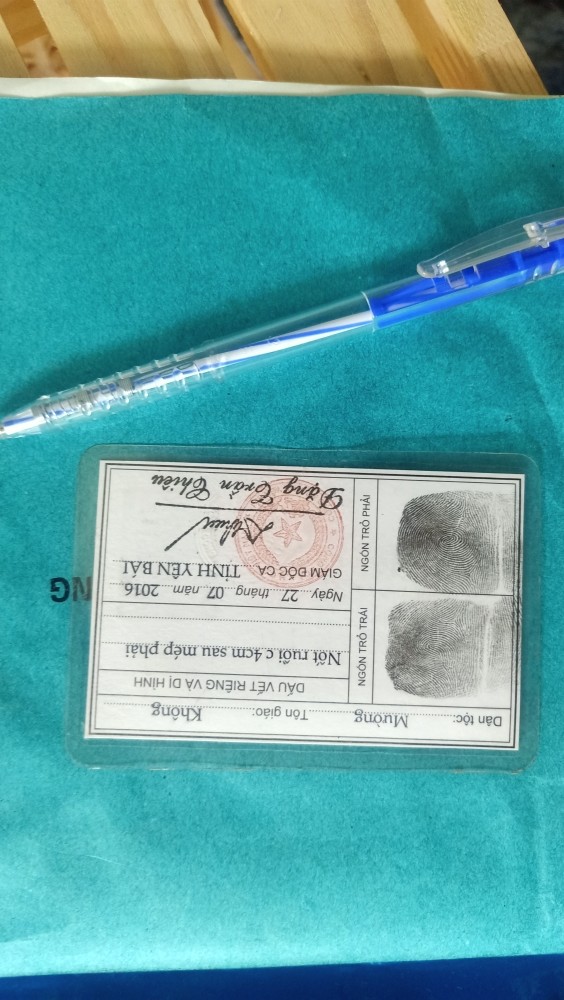 Dân tộc: Mường Tôn giáo: Không
NGÓN TRỎ TRÁI
NGÓN TRỎ PHẢI
DẤU VẾT RIÊNG VÀ DỊ HÌNH
Nốt ruồi c 4cm sau mép phải
Ngày 27 tháng 07 năm 2016
GIÁM ĐỐC CA TỈNH YÊN BÁI
Đặng Trần Chiêu
NG